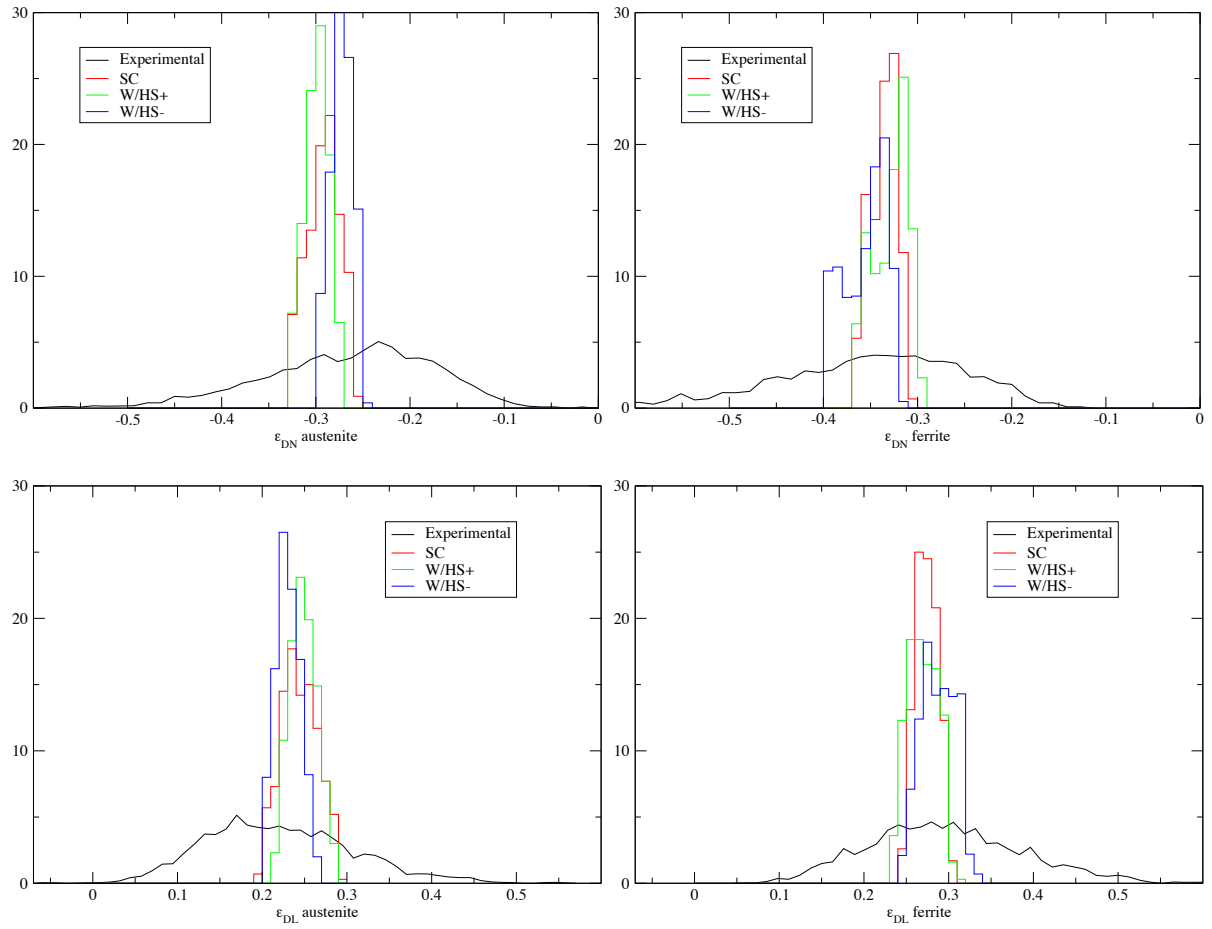 30
20
10
0
Experimental
SC
W/HS+
W/HS-
-0.5 -0.4 -0.3 -0.2 -0.1 0
ε_DN austenite
30
20
10
0
Experimental
SC
W/HS+
W/HS-
-0.5 -0.4 -0.3 -0.2 -0.1 0
ε_DN ferrite
30
20
10
0
Experimental
SC
W/HS+
W/HS-
0 0.1 0.2 0.3 0.4 0.5
ε_DL austenite
30
20
10
0
Experimental
SC
W/HS+
W/HS-
0 0.1 0.2 0.3 0.4 0.5
ε_DL ferrite